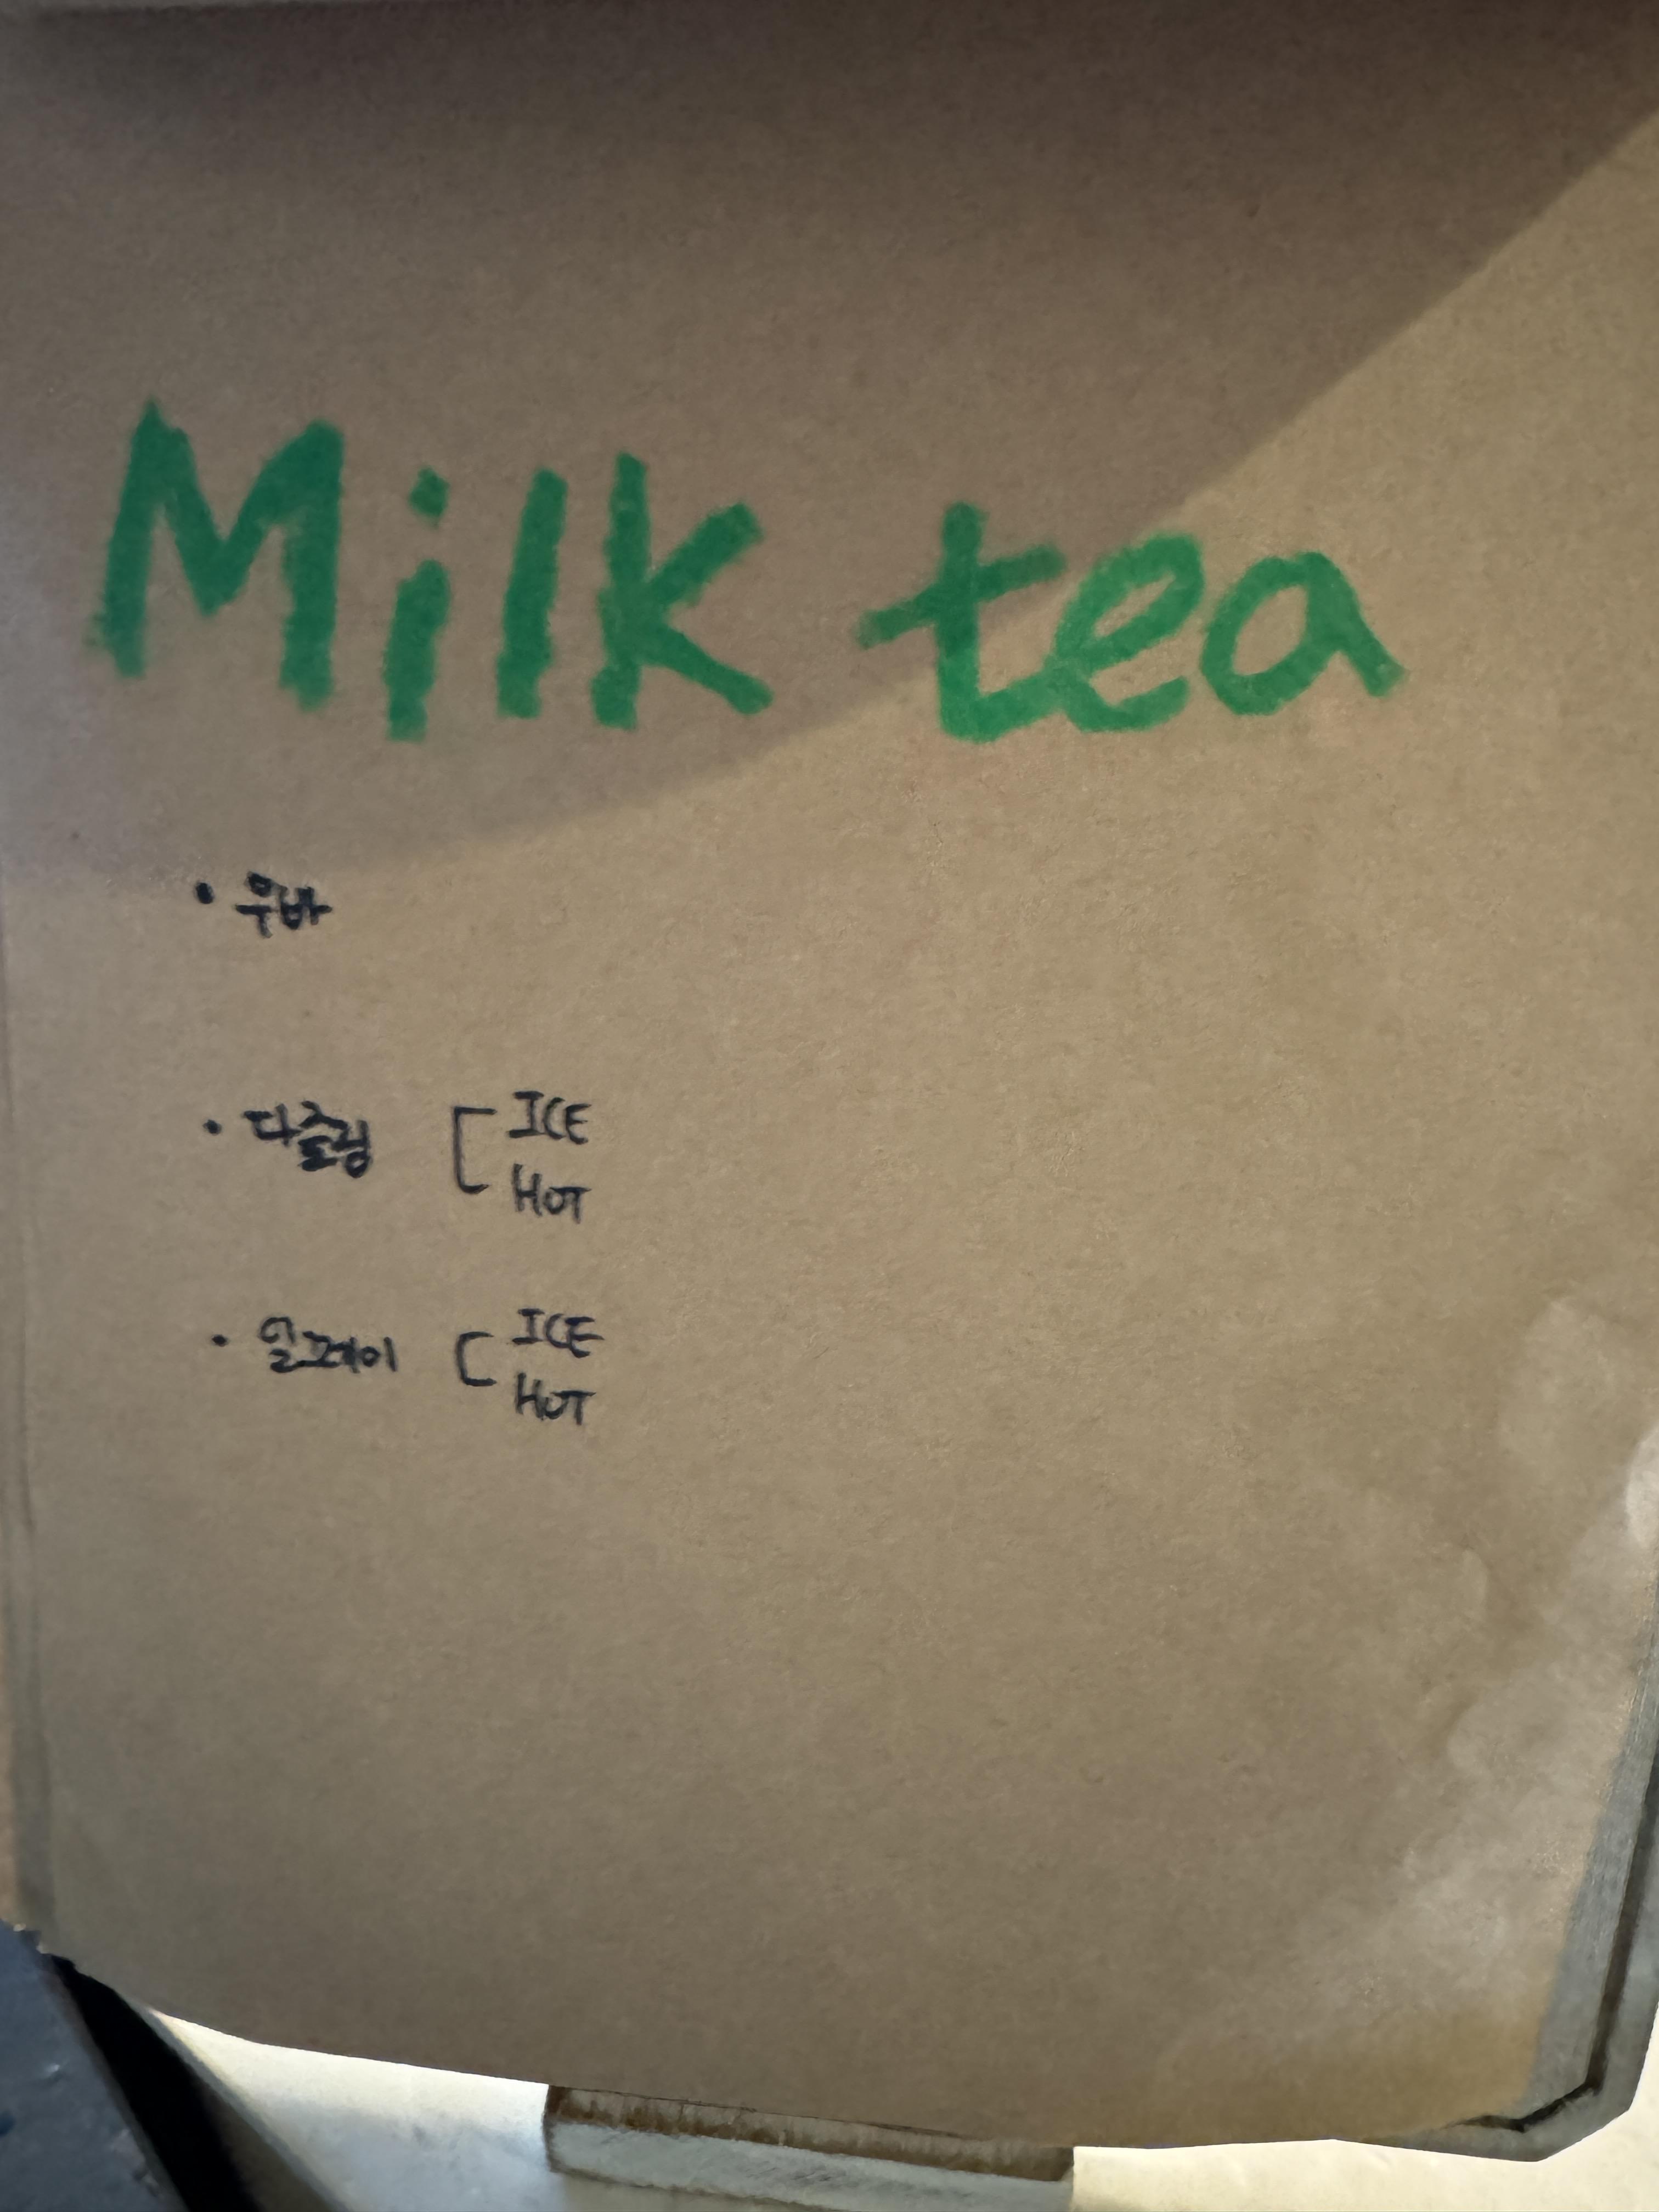 Milk tea
• 우바
• 다즐링 [ ICE
HOT
• 얼그레이 [ ICE
HOT